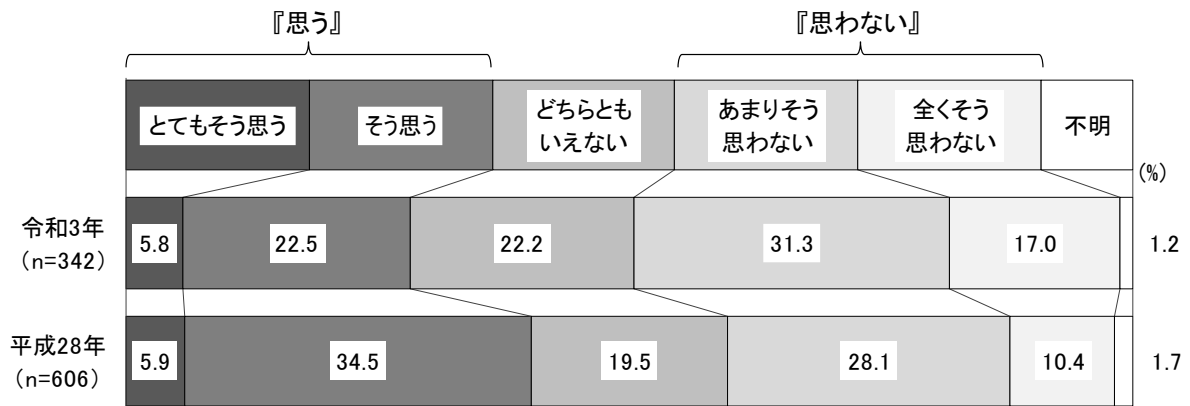 『思う』
『思わない』
とてもそう思う
そう思う
どちらとも
いえない
あまりそう
思わない
全くそう
思わない
不明
(%)
令和3年
(n=342)
5.8
22.5
22.2
31.3
17.0
1.2
平成28年
(n=606)
5.9
34.5
19.5
28.1
10.4
1.7